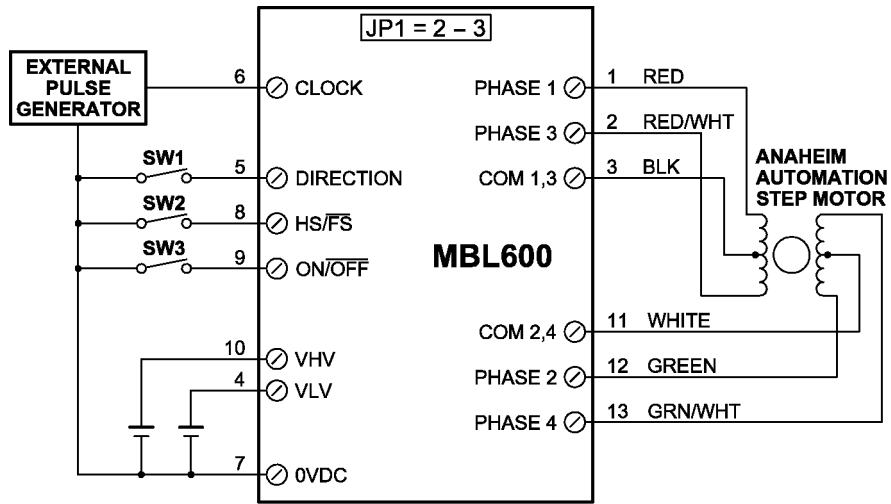 JP1 = 2 – 3
EXTERNAL
PULSE
GENERATOR
6
CLOCK
SW1
5
DIRECTION
SW2
8
HS/F̅S̅
SW3
9
ON/O̅F̅F̅
10
VHV
4
VLV
7
0VDC
MBL600
PHASE 1
1
RED
PHASE 3
2
RED/WHT
COM 1,3
3
BLK
ANAHEIM
AUTOMATION
STEP MOTOR
COM 2,4
11
WHITE
PHASE 2
12
GREEN
PHASE 4
13
GRN/WHT